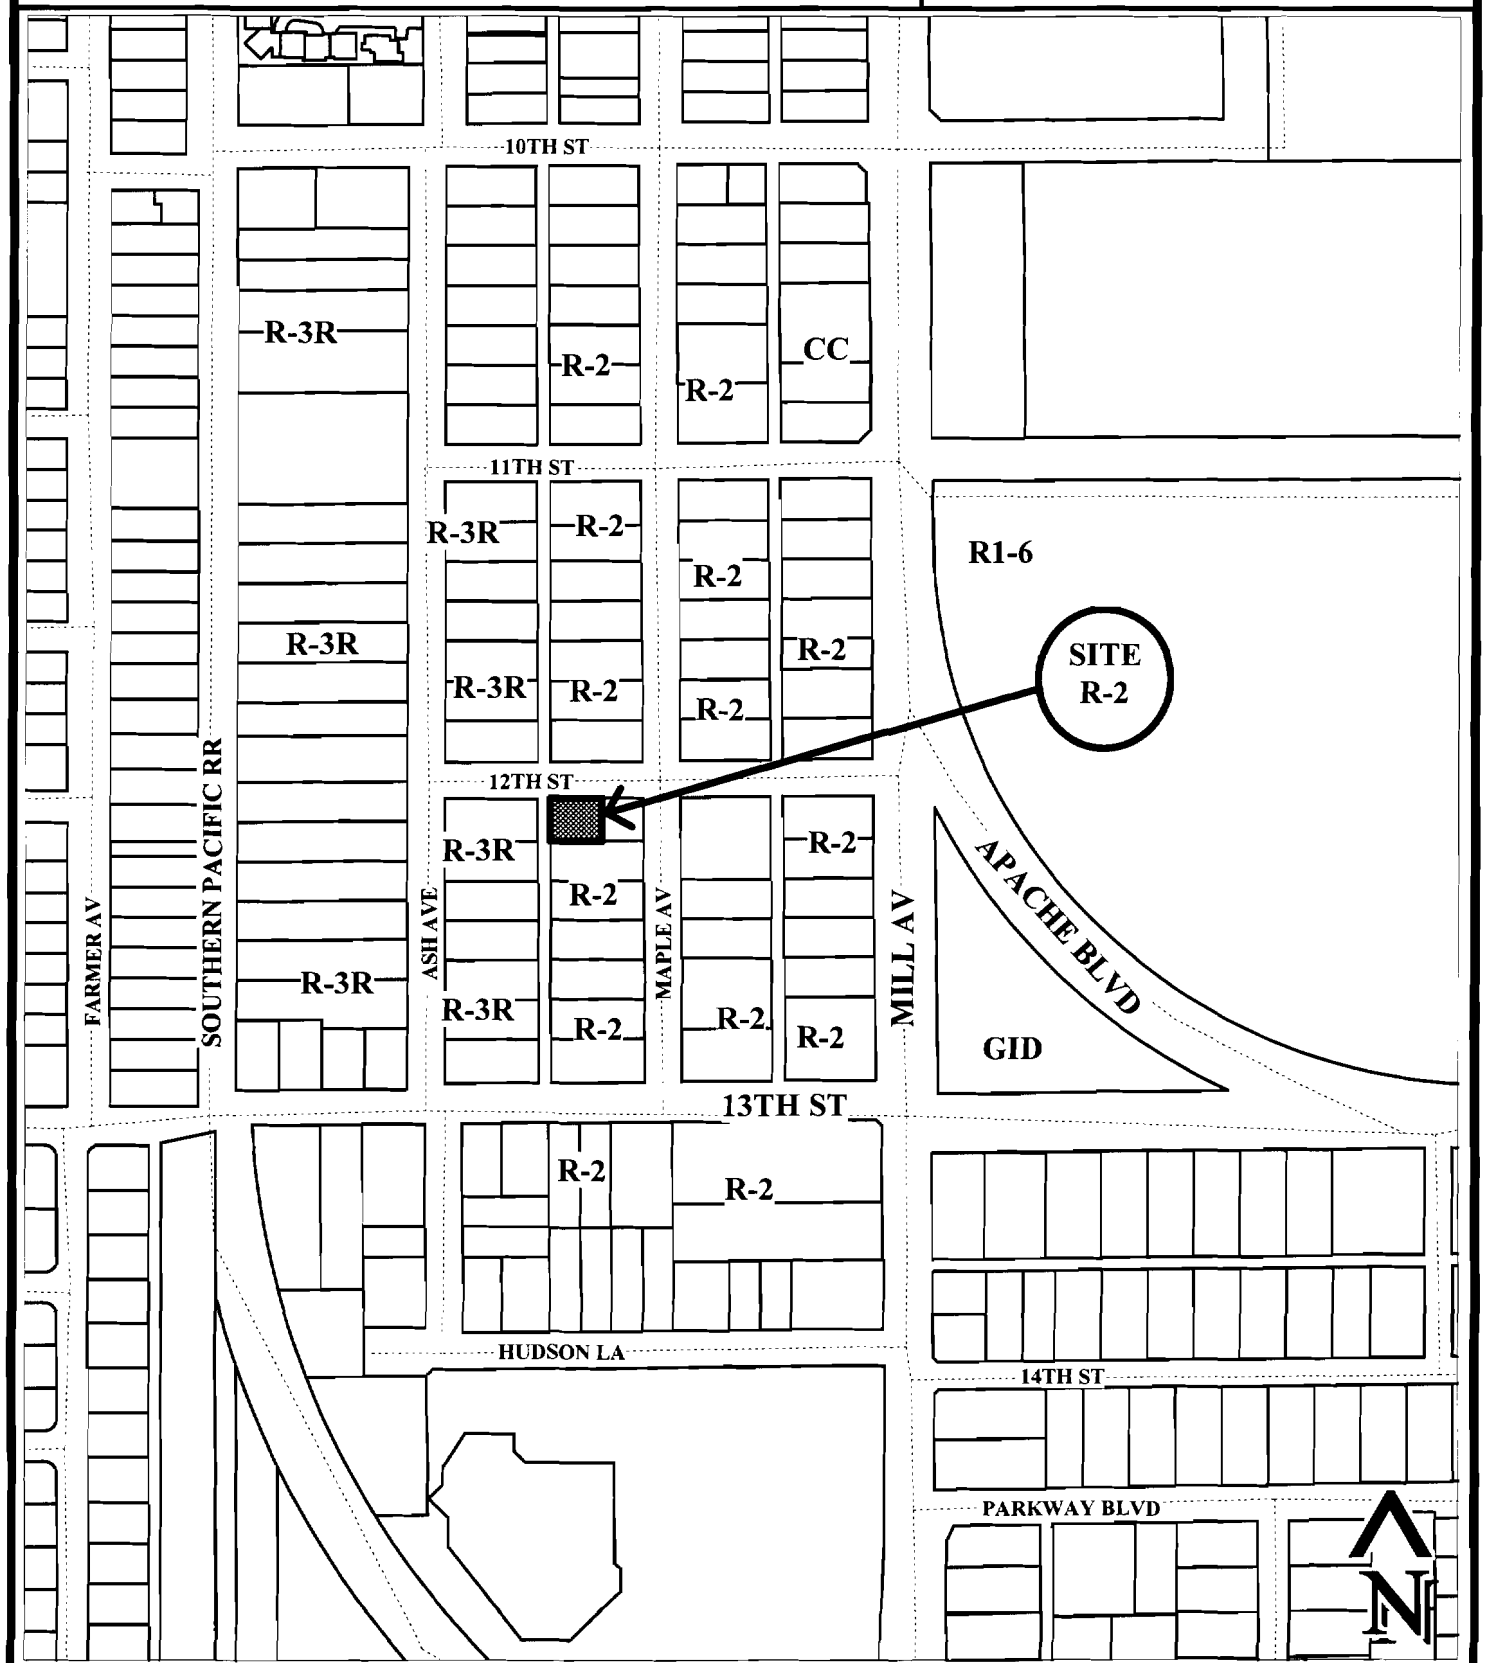 10TH ST
R-3R
CC
R-2
R-2
11TH ST
R-3R
R-2
R1-6
R-2
R-3R
R-2
SITE
R-2
R-3R
R-2
R-2
12TH ST
R-3R
R-2
R-2
FARMER AV
SOUTHERN PACIFIC RR
ASH AVE
MAPLE AV
MILL AV
APACHE BLVD
R-3R
R-3R
R-2
R-2
R-2
GID
13TH ST
R-2
R-2
HUDSON LA
14TH ST
PARKWAY BLVD
N